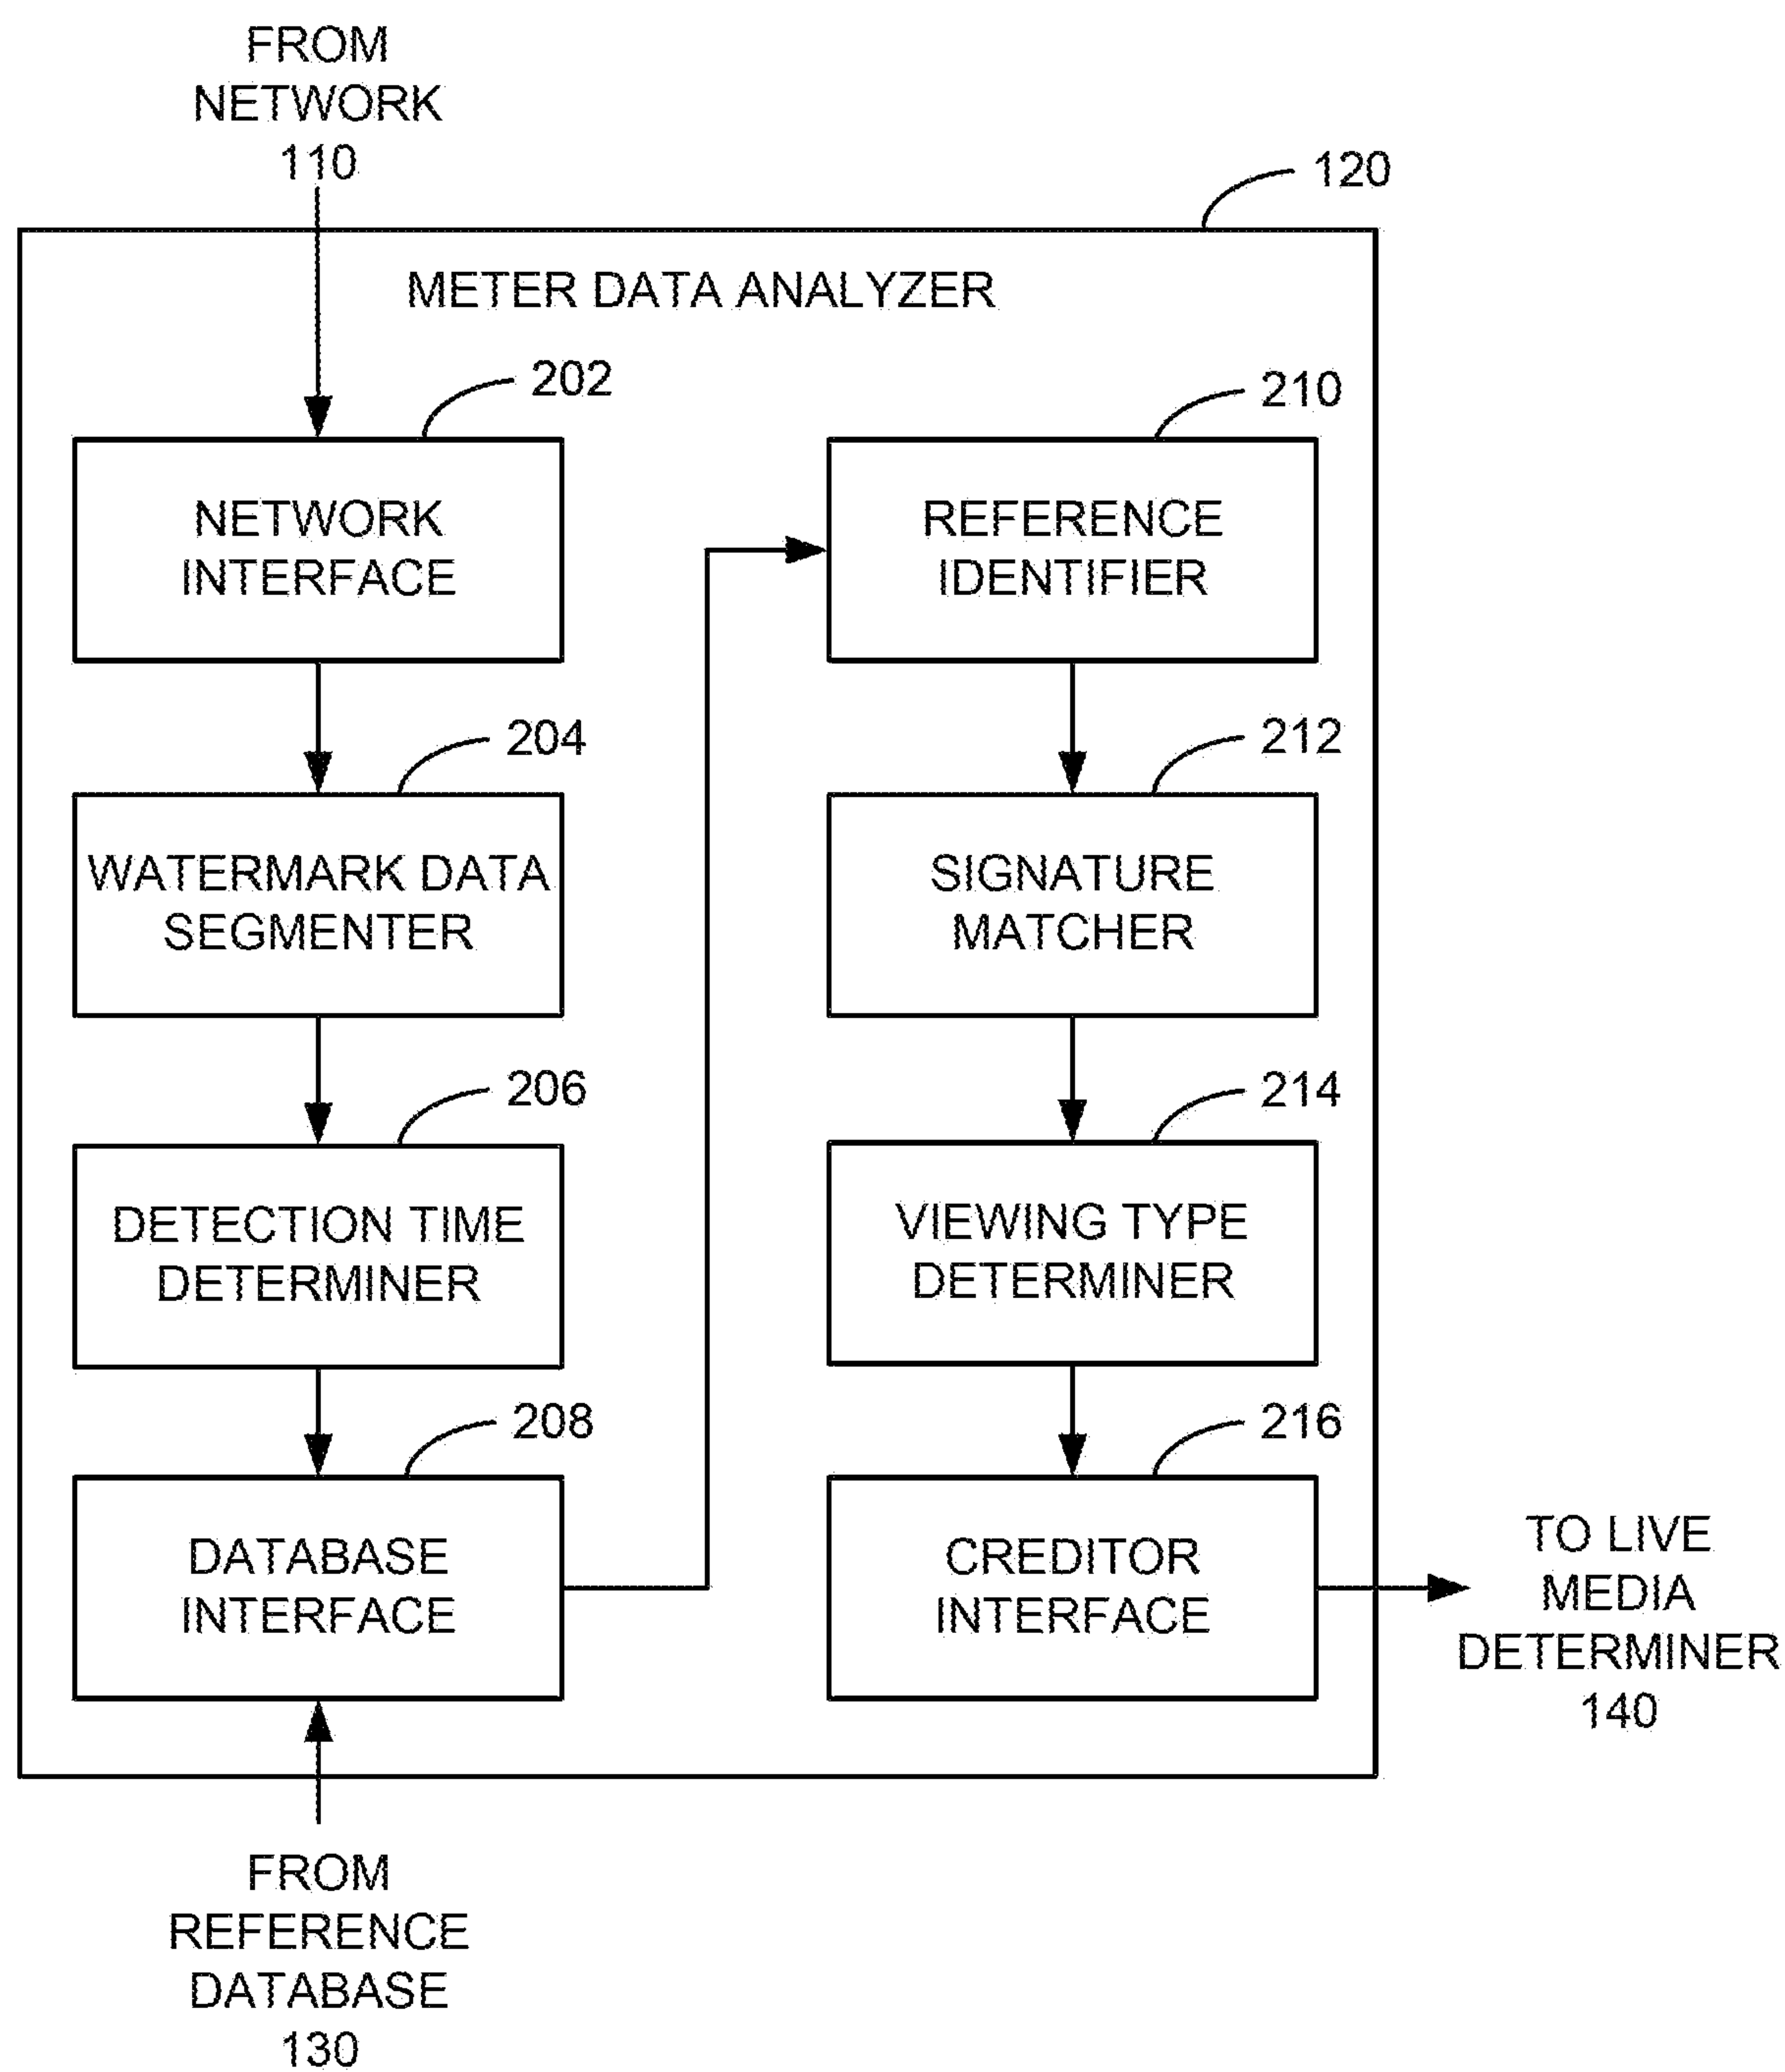 FROM
NETWORK
110
120
METER DATA ANALYZER
202
NETWORK
INTERFACE
204
WATERMARK DATA
SEGMENTER
206
DETECTION TIME
DETERMINER
208
DATABASE
INTERFACE
210
REFERENCE
IDENTIFIER
212
SIGNATURE
MATCHER
214
VIEWING TYPE
DETERMINER
216
CREDITOR
INTERFACE
TO LIVE
MEDIA
DETERMINER
140
FROM
REFERENCE
DATABASE
130